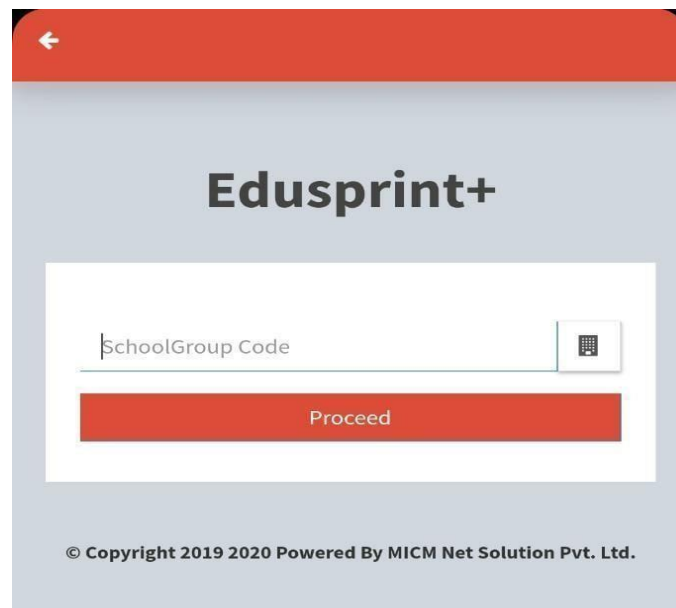 Edusprint+
SchoolGroup Code
Proceed
© Copyright 2019 2020 Powered By MICM Net Solution Pvt. Ltd.